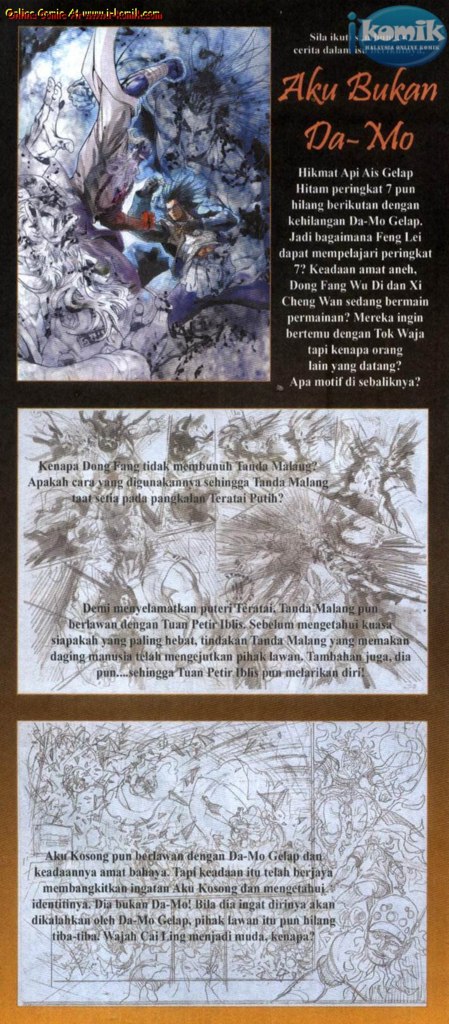 Online Comic At www.i-komik.com
ikomik
MALAYSIA ONLINE KOMIK
Sila ikut
cerita dalam isu
Aku Bukan
Da-Mo
Hikmat Api Ais Gelap
Hitam peringkat 7 pun
hilang berikutan dengan
kehilangan Da-Mo Gelap.
Jadi bagaimana Feng Lei
dapat mempelajari peringkat
7? Keadaan amat aneh,
Dong Fang Wu Di dan Xi
Cheng Wan sedang bermain
permainan? Mereka ingin
bertemu dengan Tok Waja
tapi kenapa orang
lain yang datang?
Apa motif di sebaliknya?
Kenapa Dong Fang tidak membunuh Tanda Malang?
Apakah cara yang digunakannya sehingga Tanda Malang
taat setia pada pangkalan Teratai Putih?
Demi menyelamatkan puteri Teratai, Tanda Malang pun
berlawan dengan Tuan Petir Iblis. Sebelum mengetahui kuasa
siapakah yang paling hebat, tindakan Tanda Malang yang memakan
daging manusia telah mengejutkan pihak lawan. Tambahan juga, dia
pun....sehingga Tuan Petir Iblis pun melarikan diri!
Aku Kosong pun berlawan dengan Da-Mo Gelap dan
keadaannya amat bahaya. Tapi keadaan itu telah berjaya
membangkitkan ingatan Aku Kosong dan mengetahui
identitinya. Dia bukan Da-Mo! Bila dia ingat dirinya akan
dikalahkan oleh Da-Mo Gelap, pihak lawan itu pun hilang
tiba-tiba. Wajah Cai Ling menjadi muda, kenapa?